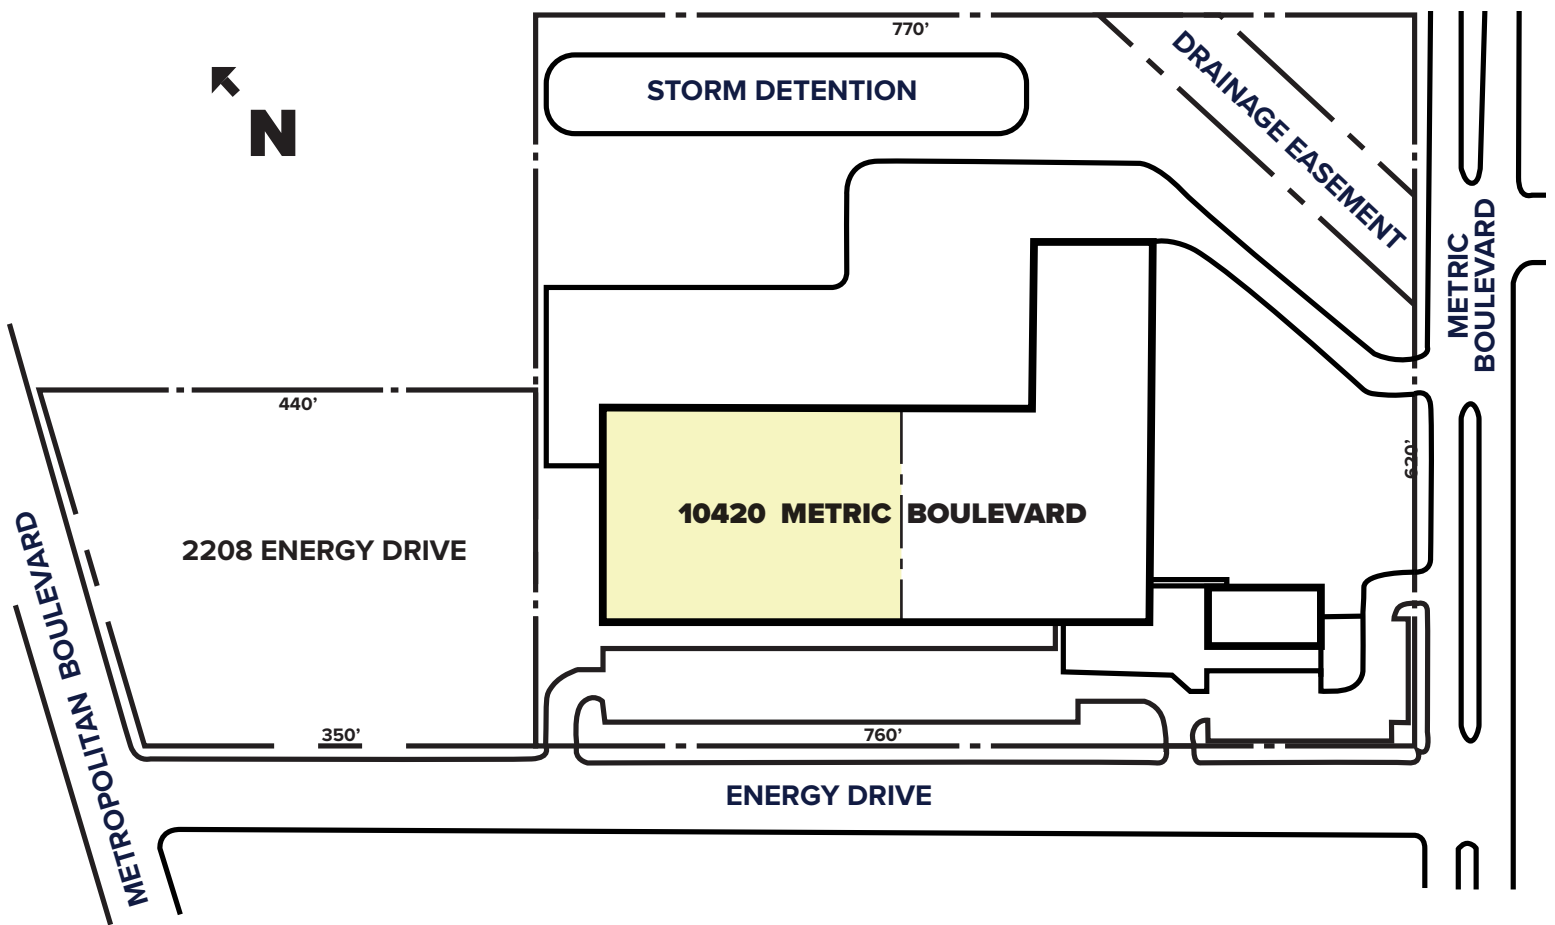 770'
STORM DETENTION
DRAINAGE EASEMENT
N
METRIC
BOULEVARD
440'
620'
10420 METRIC BOULEVARD
2208 ENERGY DRIVE
METROPOLITAN BOULEVARD
350'
760'
ENERGY DRIVE